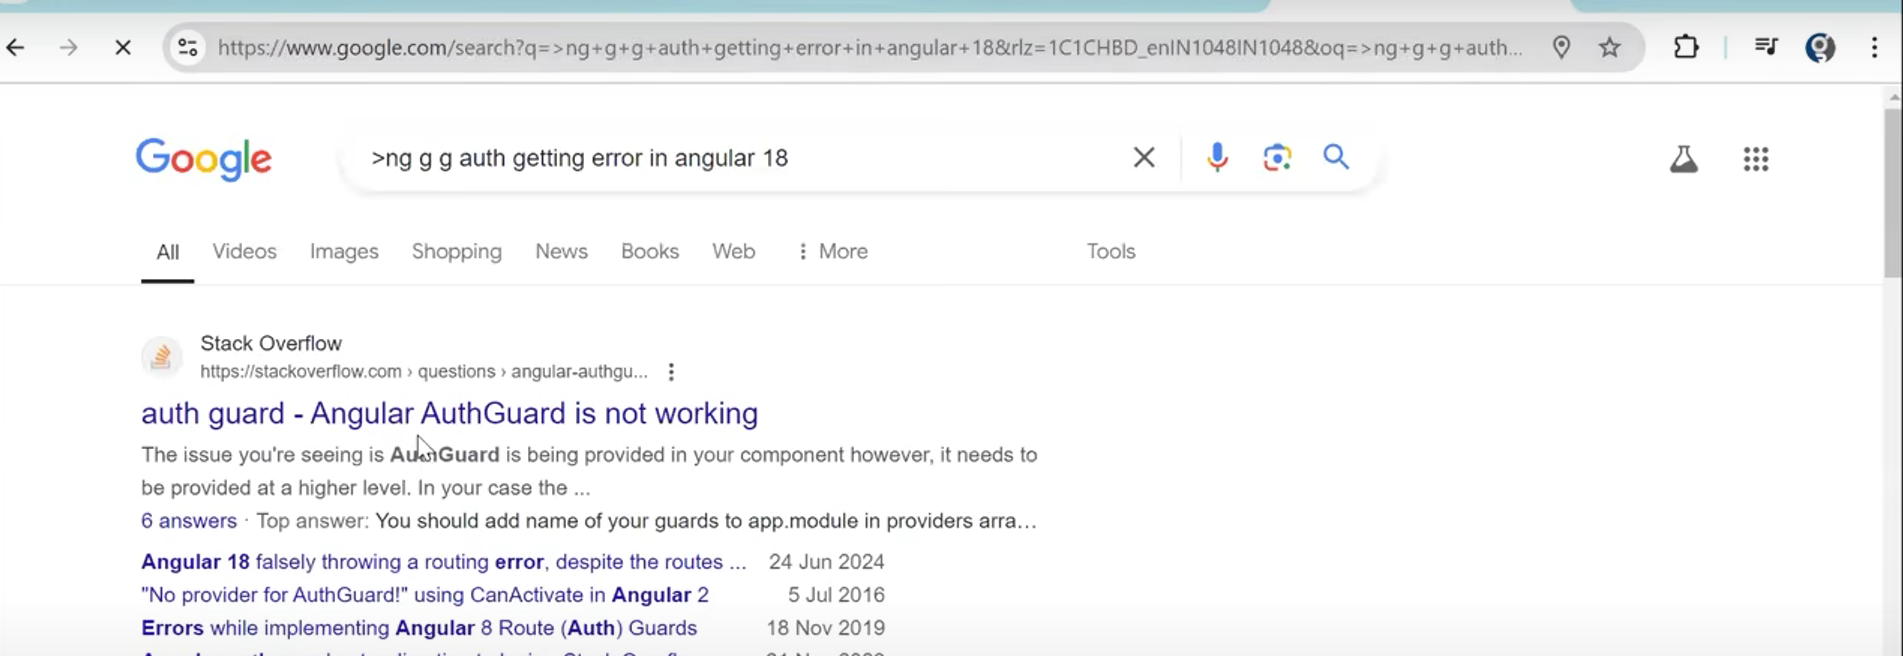 https://www.google.com/search?q=>ng+g+g+auth+getting+error+in+angular+18&rlz=1C1CHBD_enIN1048IN1048&oq=>ng+g+g+auth...
Google
>ng g g auth getting error in angular 18
All Videos Images Shopping News Books Web More Tools
Stack Overflow
https://stackoverflow.com › questions › angular-authgu...
auth guard - Angular AuthGuard is not working
The issue you're seeing is AuthGuard is being provided in your component however, it needs to
be provided at a higher level. In your case the ...
6 answers · Top answer: You should add name of your guards to app.module in providers arra…
Angular 18 falsely throwing a routing error, despite the routes ... 24 Jun 2024
"No provider for AuthGuard!" using CanActivate in Angular 2 5 Jul 2016
Errors while implementing Angular 8 Route (Auth) Guards 18 Nov 2019